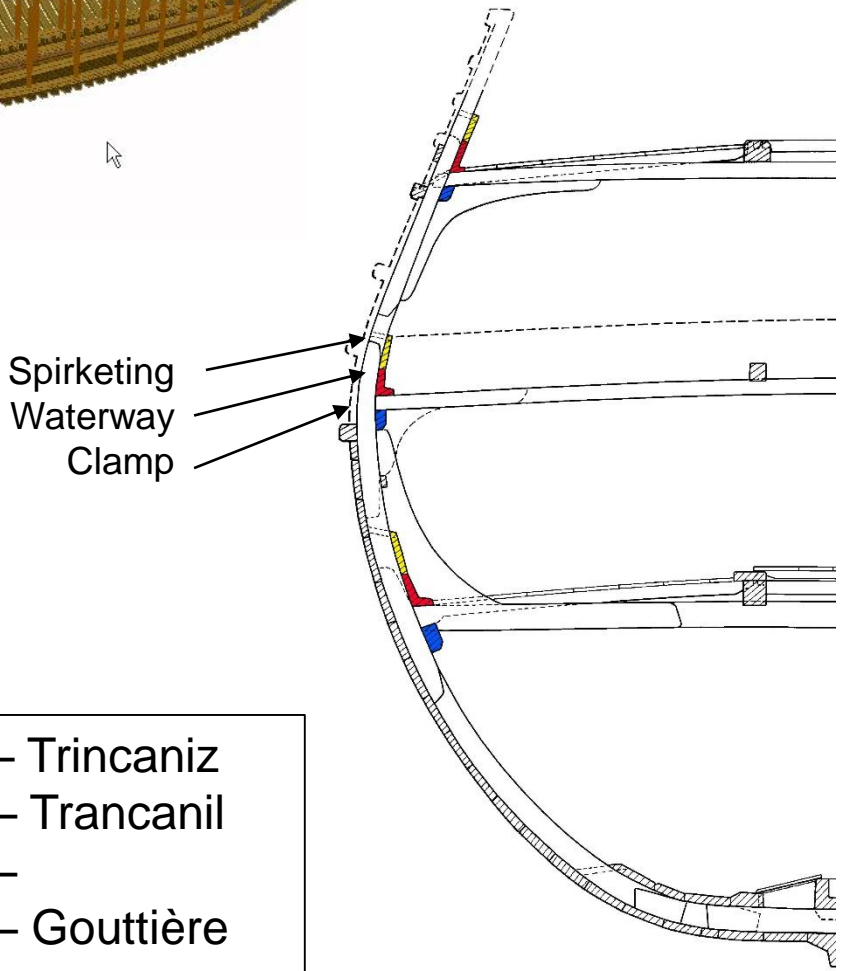 Spirketing
Waterway
Clamp
– Trincaniz
– Trancanil
–
– Gouttière